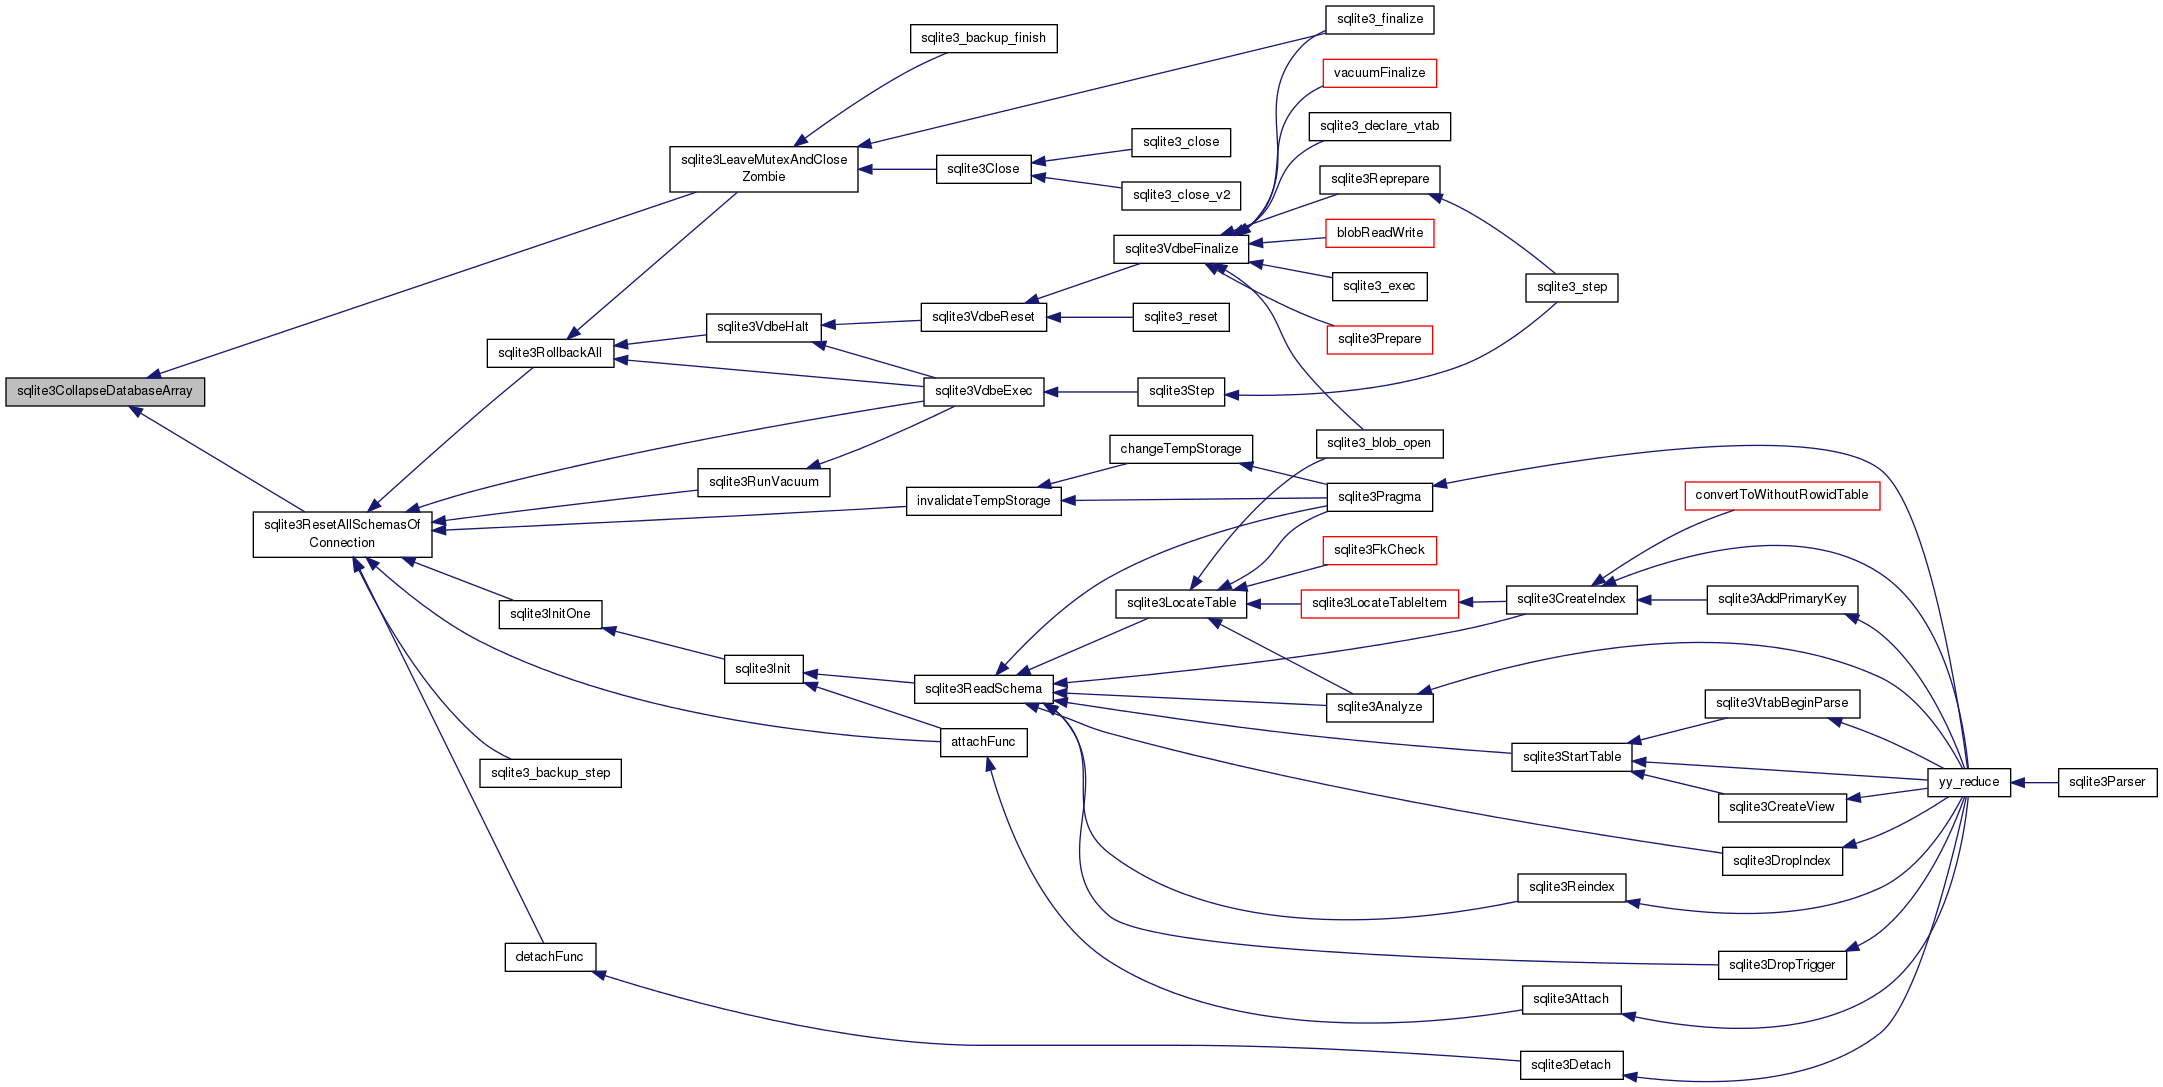 sqlite3_finalize
sqlite3_backup_finish
vacuumFinalize
sqlite3_declare_vtab
sqlite3_close
sqlite3LeaveMutexAndClose
Zombie
sqlite3Close
sqlite3Reprepare
sqlite3_close_v2
blobReadWrite
sqlite3VdbeFinalize
sqlite3_exec
sqlite3_step
sqlite3VdbeReset
sqlite3_reset
sqlite3VdbeHalt
sqlite3Prepare
sqlite3RollbackAll
sqlite3CollapseDatabaseArray
sqlite3VdbeExec
sqlite3Step
sqlite3_blob_open
changeTempStorage
sqlite3RunVacuum
invalidateTempStorage
sqlite3Pragma
convertToWithoutRowidTable
sqlite3ResetAllSchemasOf
Connection
sqlite3FkCheck
sqlite3InitOne
sqlite3LocateTable
sqlite3LocateTableItem
sqlite3CreateIndex
sqlite3AddPrimaryKey
sqlite3Init
sqlite3ReadSchema
sqlite3Analyze
sqlite3VtabBeginParse
attachFunc
sqlite3StartTable
sqlite3_backup_step
yy_reduce
sqlite3Parser
sqlite3CreateView
sqlite3DropIndex
sqlite3Reindex
detachFunc
sqlite3DropTrigger
sqlite3Attach
sqlite3Detach